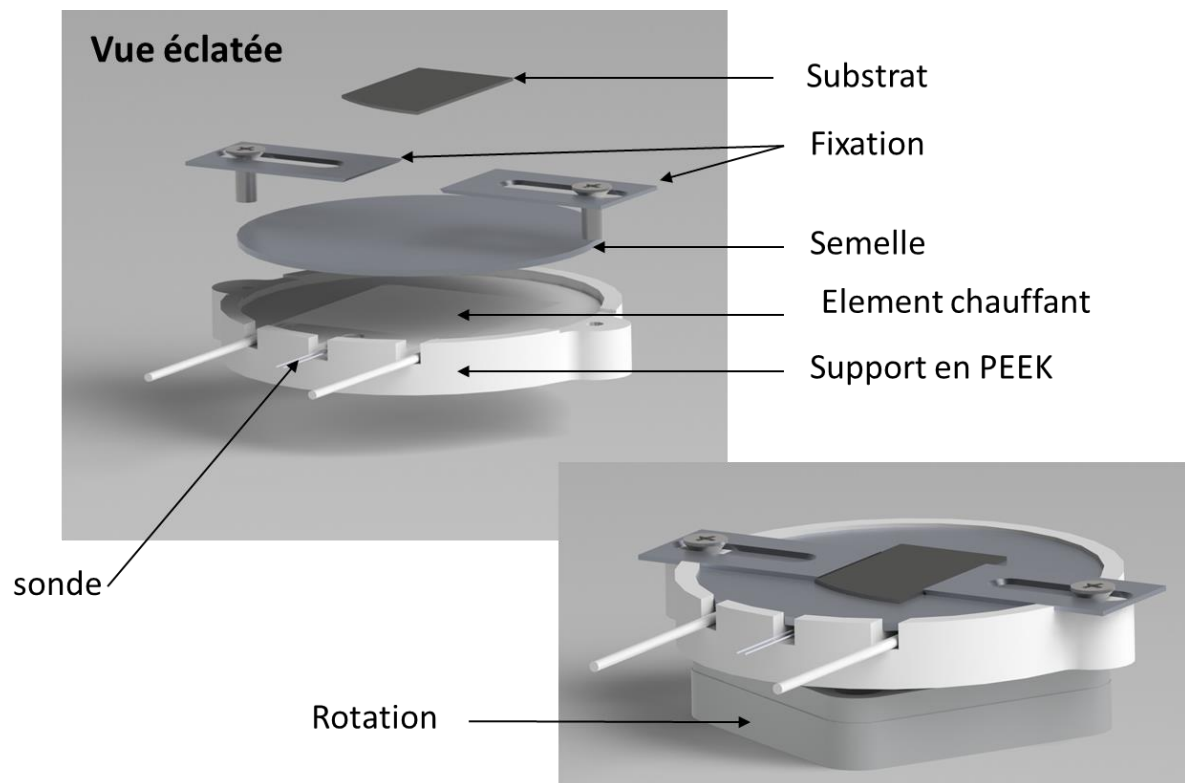 Vue éclatée
Substrat
Fixation
Semelle
Element chauffant
Support en PEEK
sonde
Rotation